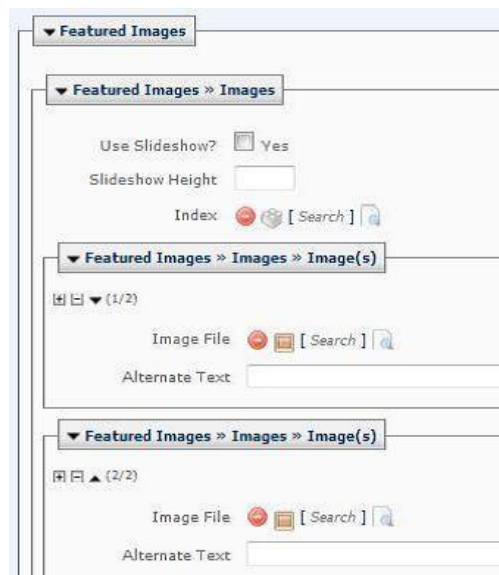 Featured Images
Featured Images » Images
Use Slideshow? Yes
Slideshow Height
Index [ Search ]
Featured Images » Images » Image(s)
(1/2)
Image File [ Search ]
Alternate Text
Featured Images » Images » Image(s)
(2/2)
Image File [ Search ]
Alternate Text